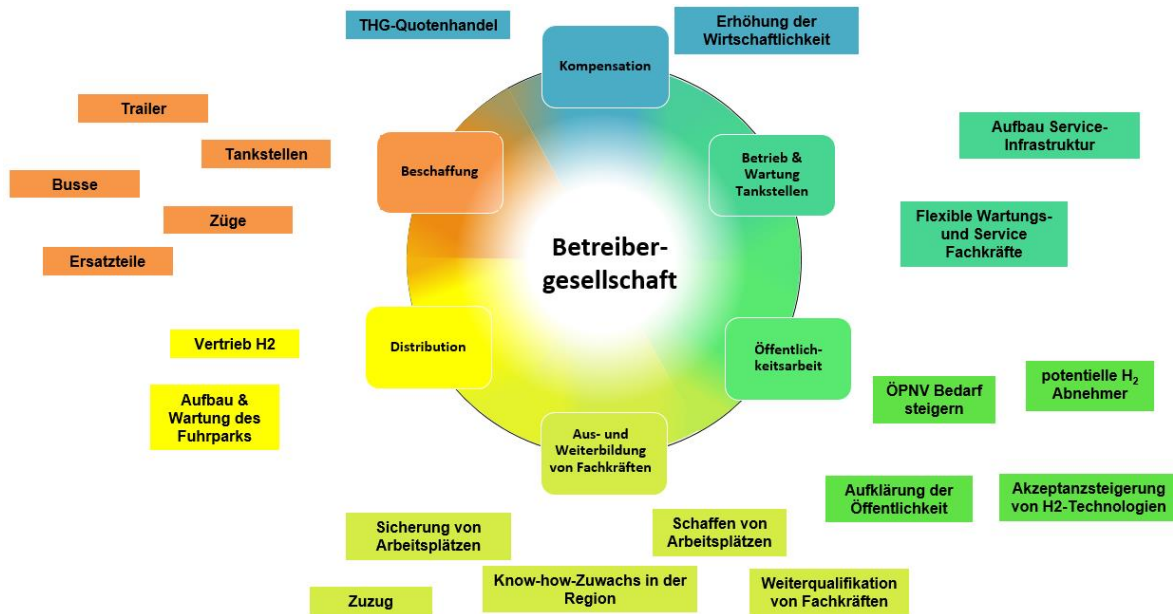 THG-Quotenhandel
Erhöhung der
Wirtschaftlichkeit
Kompensation
Trailer
Tankstellen
Busse
Züge
Ersatzteile
Beschaffung
Betrieb &
Wartung
Tankstellen
Aufbau Service-
Infrastruktur
Flexible Wartungs-
und Service
Fachkräfte
Betreiber-
gesellschaft
Vertrieb H2
Aufbau &
Wartung des
Fuhrparks
Distribution
Öffentlich-
keitsarbeit
ÖPNV Bedarf
steigern
potentielle H₂
Abnehmer
Aufklärung der
Öffentlichkeit
Akzeptanzsteigerung
von H2-Technologien
Aus- und
Weiterbildung
von Fachkräften
Sicherung von
Arbeitsplätzen
Schaffen von
Arbeitsplätzen
Zuzug
Know-how-Zuwachs in der
Region
Weiterqualifikation
von Fachkräften